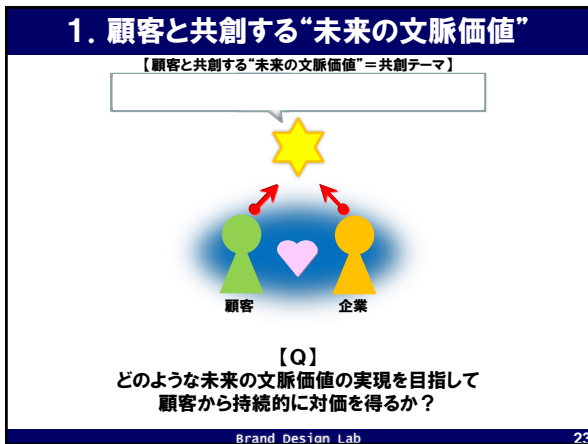 1. 顧客と共創する“未来の文脈価値”
【顧客と共創する“未来の文脈価値”=共創テーマ】
顧客
企業
【Q】
どのような未来の文脈価値の実現を目指して
顧客から持続的に対価を得るか?
Brand Design Lab
23